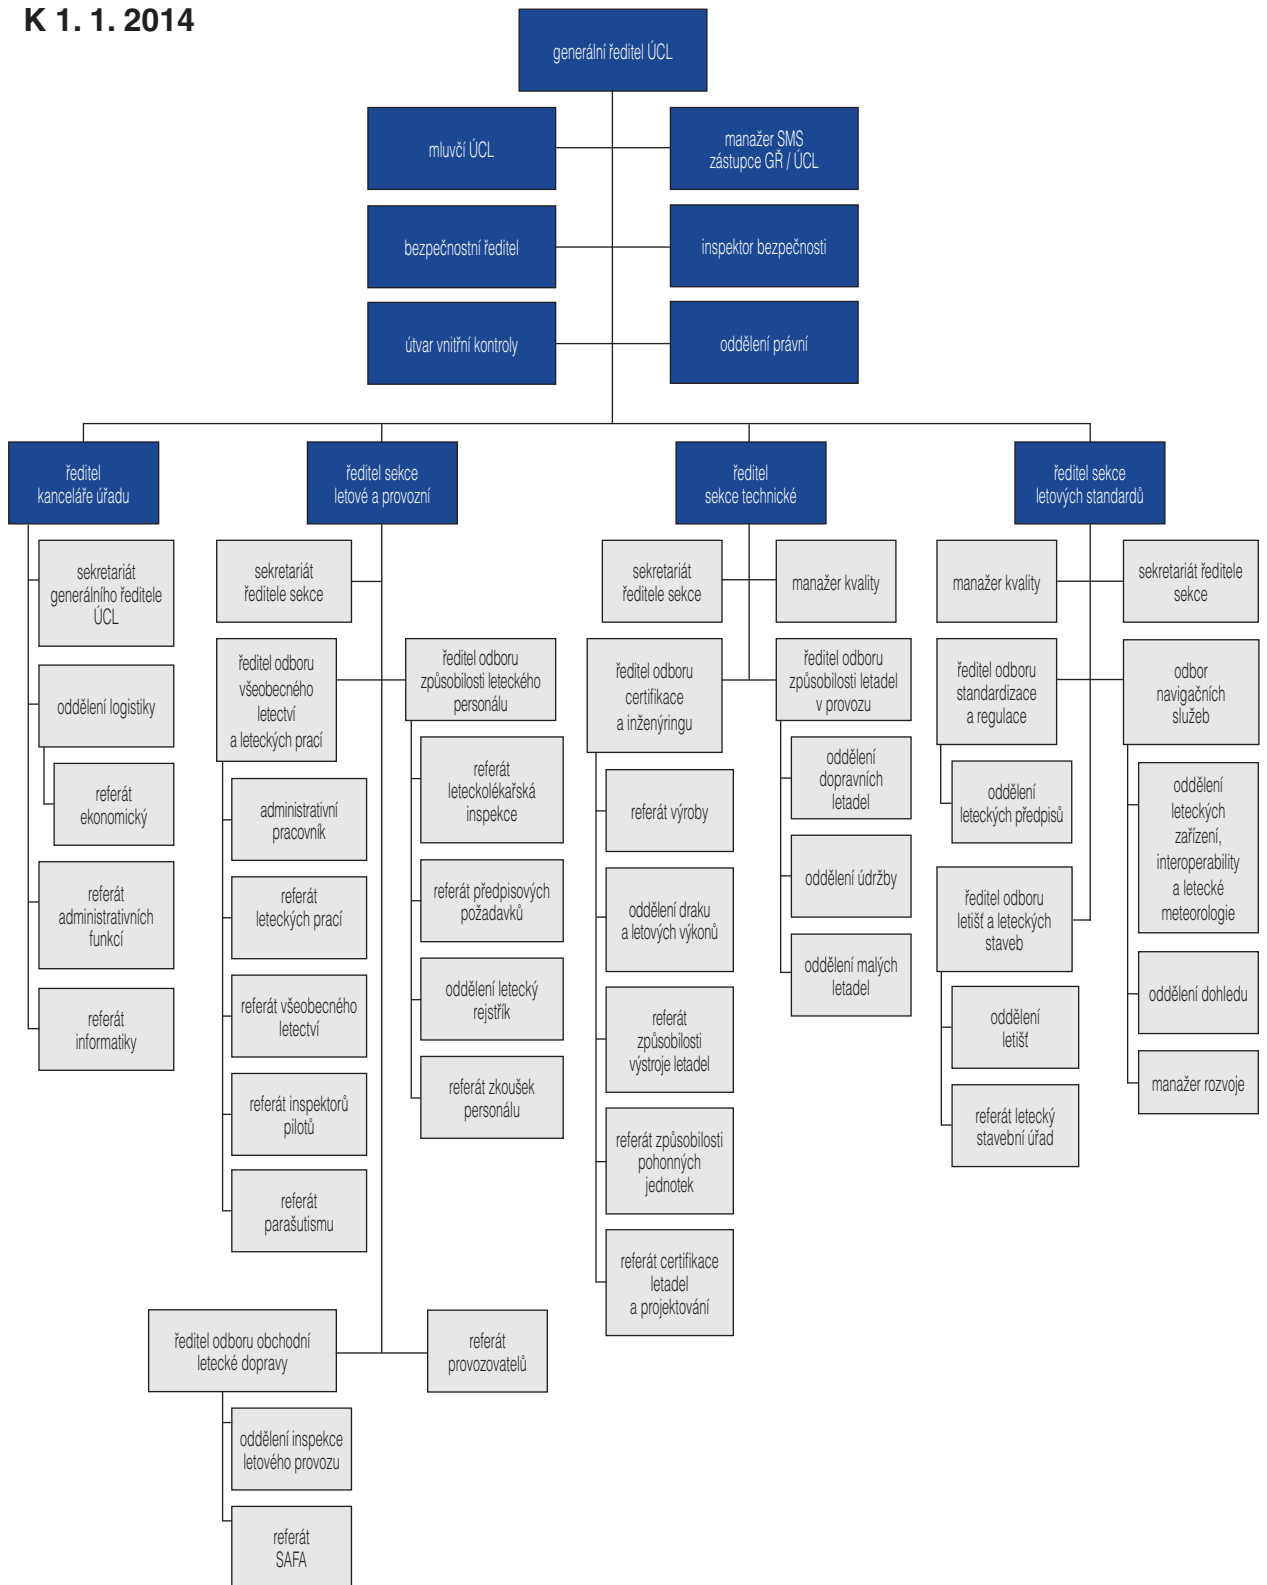 K 1. 1. 2014
generální ředitel ÚCL
mluvčí ÚCL
manažer SMS
zástupce GŘ / ÚCL
bezpečnostní ředitel
inspektor bezpečnosti
útvar vnitřní kontroly
oddělení právní
ředitel
kanceláře úřadu
ředitel sekce
letové a provozní
ředitel
sekce technické
ředitel sekce
letových standardů
sekretariát
generálního ředitele
ÚCL
oddělení logistiky
referát
ekonomický
referát
administrativních
funkcí
referát
informatiky
sekretariát
ředitele sekce
ředitel odboru
všeobecného
letectví
a leteckých prací
administrativní
pracovník
referát
leteckých prací
referát všeobecného
letectví
referát inspektorů
pilotů
referát
parašutismu
ředitel odboru
způsobilosti leteckého
personálu
referát
leteckolékařská
inspekce
referát předpisových
požadavků
oddělení letecký
rejstřík
referát zkoušek
personálu
ředitel odboru obchodní
letecké dopravy
referát
provozovatelů
oddělení inspekce
letového provozu
referát
SAFA
sekretariát
ředitele sekce
manažer kvality
ředitel odboru
certifikace
a inženýringu
referát výroby
oddělení draku
a letových výkonů
referát
způsobilosti
výstroje letadel
referát způsobilosti
pohonných
jednotek
referát certifikace
letadel
a projektování
ředitel odboru
způsobilosti letadel
v provozu
oddělení
dopravních
letadel
oddělení údržby
oddělení malých
letadel
manažer kvality
sekretariát ředitele
sekce
ředitel odboru
standardizace
a regulace
oddělení
leteckých předpisů
ředitel odboru
letišť a leteckých
staveb
oddělení
letišť
referát letecký
stavební úřad
odbor
navigačních
služeb
oddělení
leteckých
zařízení,
interoperability
a letecké
meteorologie
oddělení dohledu
manažer rozvoje